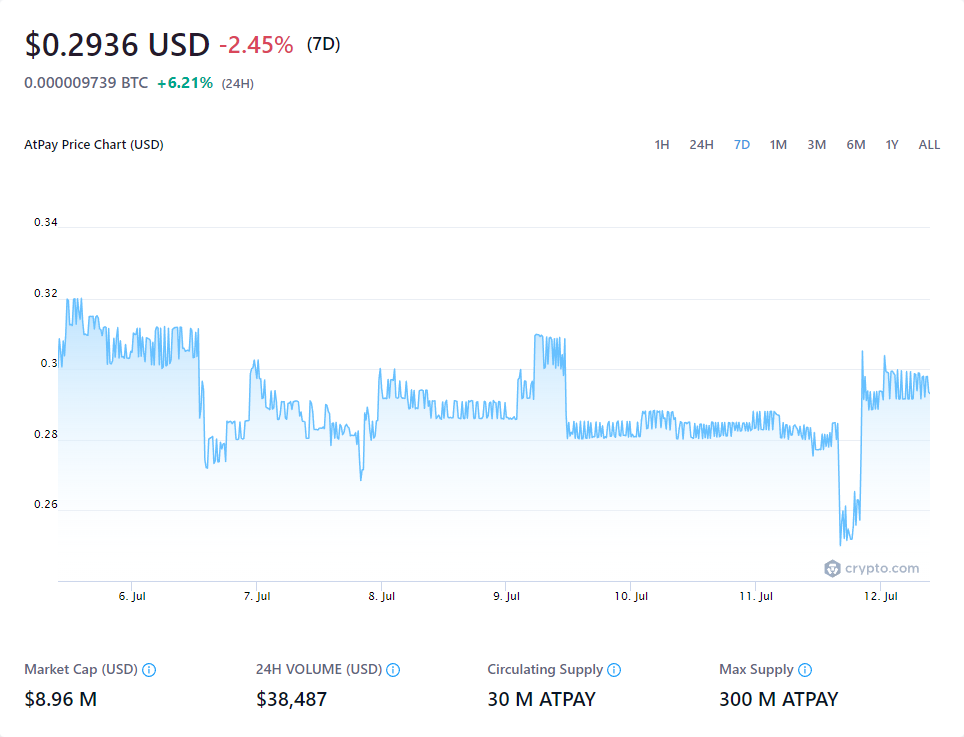 $0.2936 USD -2.45% (7D)
0.000009739 BTC +6.21% (24H)
AtPay Price Chart (USD) 1H 24H 7D 1M 3M 6M 1Y ALL
0.34
0.32
0.3
0.28
0.26
crypto.com
6. Jul 7. Jul 8. Jul 9. Jul 10. Jul 11. Jul 12. Jul
Market Cap (USD) 24H VOLUME (USD) Circulating Supply Max Supply
$8.96 M $38,487 30 M ATPAY 300 M ATPAY